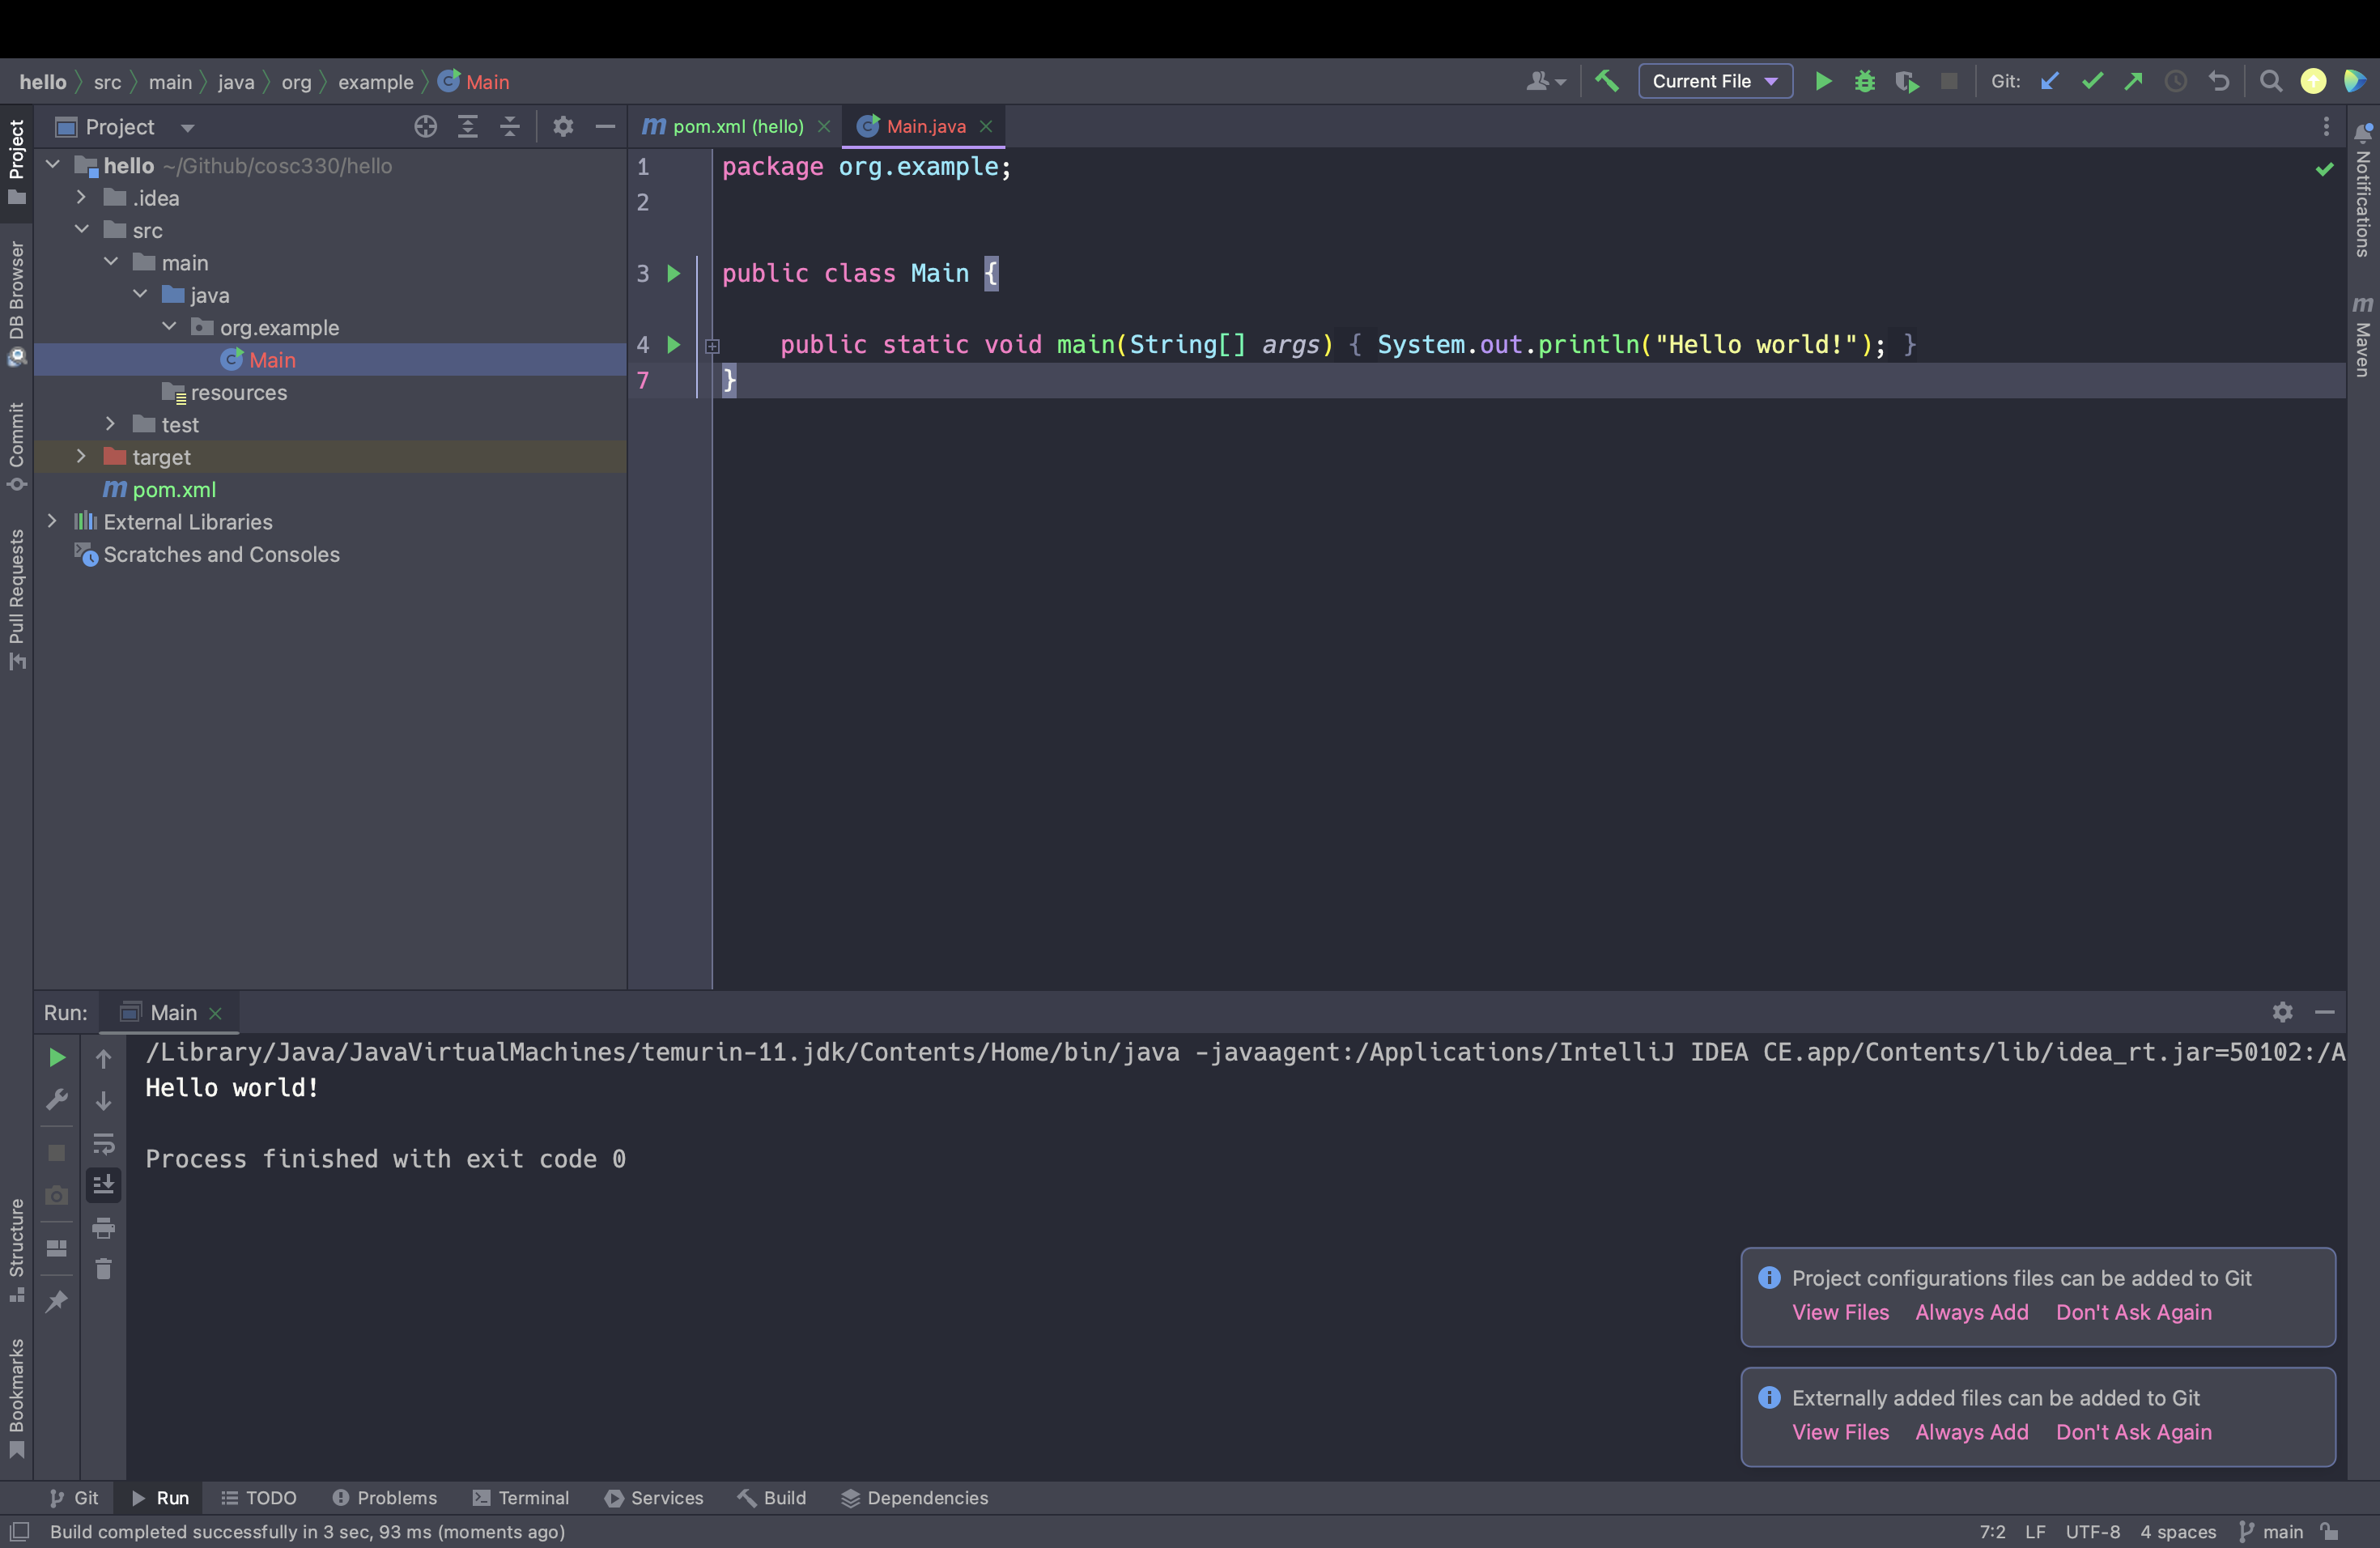 hello src main java org example Main
Current File
Git:
Project
pom.xml (hello)
Main.java
hello ~/Github/cosc330/hello
.idea
src
main
java
org.example
Main
resources
test
target
pom.xml
External Libraries
Scratches and Consoles
Project
DB Browser
Commit
Pull Requests
Structure
Bookmarks
1 package org.example;
2
3 public class Main {
4 public static void main(String[] args) { System.out.println("Hello world!"); }
7 }
Notifications
Maven
Run: Main
/Library/Java/JavaVirtualMachines/temurin-11.jdk/Contents/Home/bin/java -javaagent:/Applications/IntelliJ IDEA CE.app/Contents/lib/idea_rt.jar=50102:/A
Hello world!
Process finished with exit code 0
Project configurations files can be added to Git
View Files Always Add Don't Ask Again
Externally added files can be added to Git
View Files Always Add Don't Ask Again
Git Run TODO Problems Terminal Services Build Dependencies
Build completed successfully in 3 sec, 93 ms (moments ago)
7:2 LF UTF-8 4 spaces main